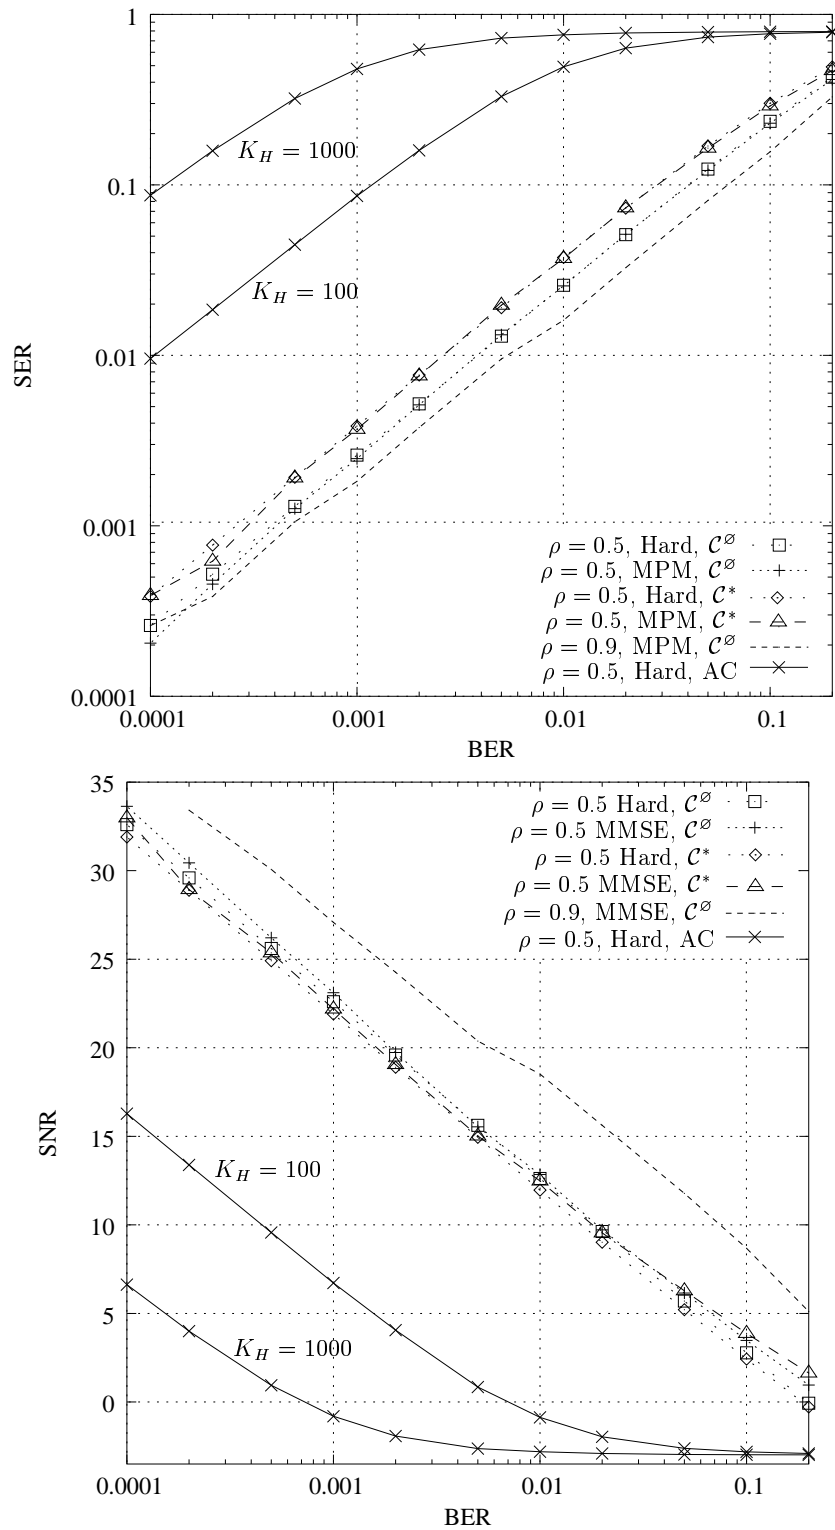 1
0.1
0.01
0.001
0.0001
SER
K_H = 1000
K_H = 100
ρ = 0.5, Hard, 𝒞^∅
ρ = 0.5, MPM, 𝒞^∅
ρ = 0.5, Hard, 𝒞*
ρ = 0.5, MPM, 𝒞*
ρ = 0.9, MPM, 𝒞^∅
ρ = 0.5, Hard, AC
0.0001 0.001 0.01 0.1
BER
35
30
25
20
15
10
5
0
SNR
ρ = 0.5 Hard, 𝒞^∅
ρ = 0.5 MMSE, 𝒞^∅
ρ = 0.5 Hard, 𝒞*
ρ = 0.5 MMSE, 𝒞*
ρ = 0.9, MMSE, 𝒞^∅
ρ = 0.5, Hard, AC
K_H = 100
K_H = 1000
0.0001 0.001 0.01 0.1
BER